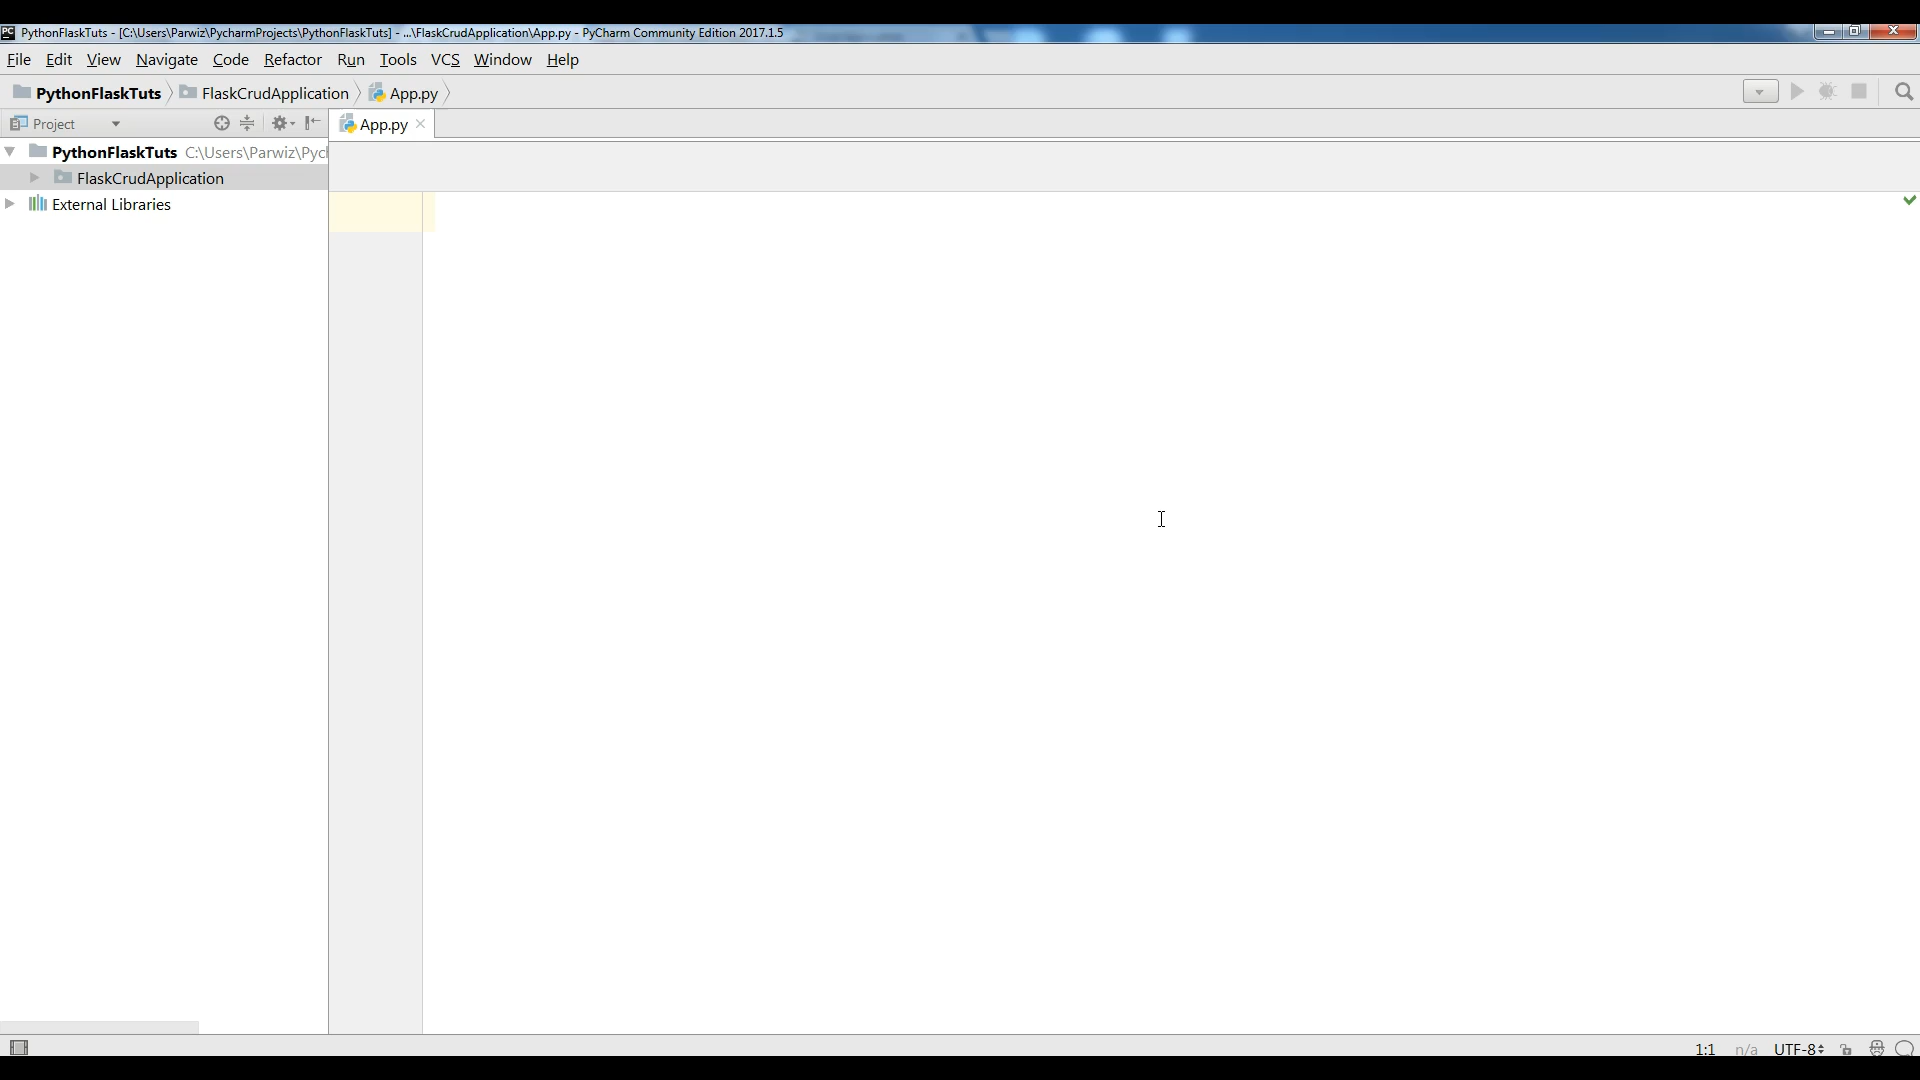 PythonFlaskTuts - [C:\Users\Parwiz\PycharmProjects\PythonFlaskTuts] - ...\FlaskCrudApplication\App.py - PyCharm Community Edition 2017.1.5
File Edit View Navigate Code Refactor Run Tools VCS Window Help
PythonFlaskTuts FlaskCrudApplication App.py
Project App.py
PythonFlaskTuts C:\Users\Parwiz\Pycl
FlaskCrudApplication
External Libraries
1:1 n/a UTF-8